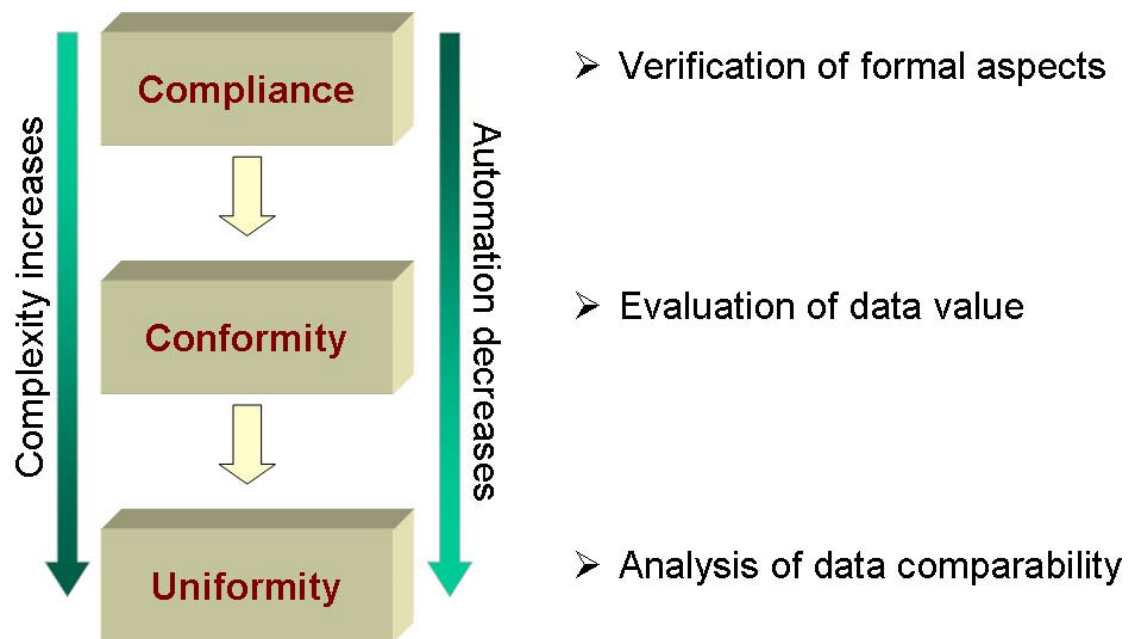 Compliance
➢ Verification of formal aspects
Complexity increases
Automation decreases
Conformity
➢ Evaluation of data value
Uniformity
➢ Analysis of data comparability